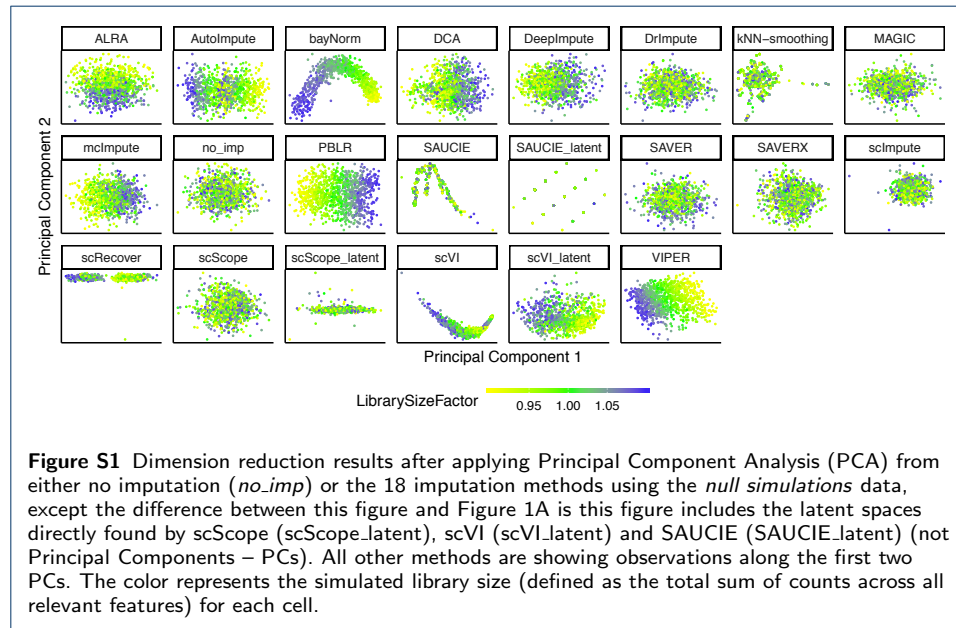 ALRA AutoImpute bayNorm DCA DeepImpute DrImpute kNN−smoothing MAGIC
mcImpute no_imp PBLR SAUCIE SAUCIE_latent SAVER SAVERX scImpute
scRecover scScope scScope_latent scVI scVI_latent VIPER
Principal Component 2
Principal Component 1
LibrarySizeFactor
0.95 1.00 1.05
Figure S1 Dimension reduction results after applying Principal Component Analysis (PCA) from
either no imputation (no_imp) or the 18 imputation methods using the null simulations data,
except the difference between this figure and Figure 1A is this figure includes the latent spaces
directly found by scScope (scScope_latent), scVI (scVI_latent) and SAUCIE (SAUCIE_latent) (not
Principal Components – PCs). All other methods are showing observations along the first two
PCs. The color represents the simulated library size (defined as the total sum of counts across all
relevant features) for each cell.